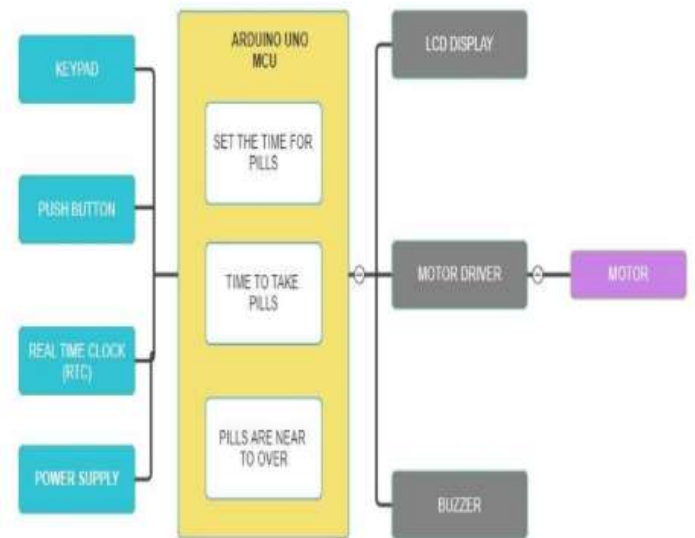 KEYPAD
PUSH BUTTON
REAL TIME CLOCK
(RTC)
POWER SUPPLY
ARDUINO UNO
MCU
SET THE TIME FOR
PILLS
TIME TO TAKE
PILLS
PILLS ARE NEAR
TO OVER
LCD DISPLAY
MOTOR DRIVER
MOTOR
BUZZER